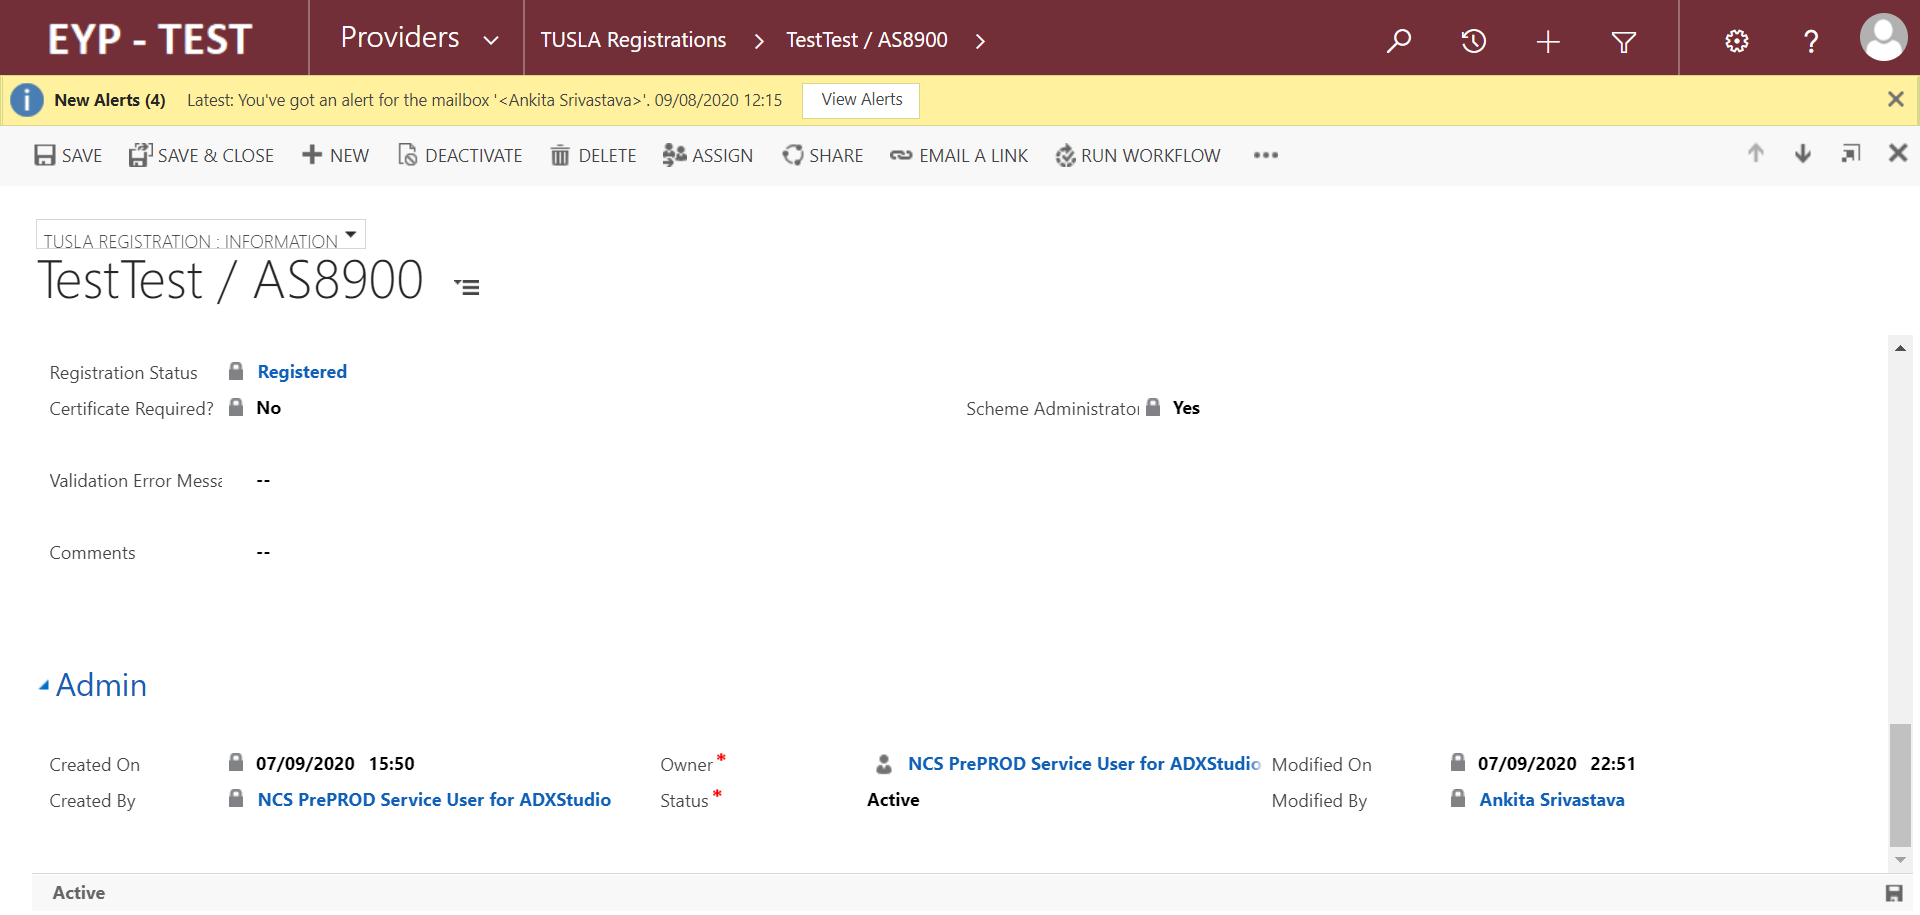 EYP - TEST Providers TUSLA Registrations > TestTest / AS8900 >
New Alerts (4) Latest: You've got an alert for the mailbox '<Ankita Srivastava>'. 09/08/2020 12:15 View Alerts
SAVE SAVE & CLOSE NEW DEACTIVATE DELETE ASSIGN SHARE EMAIL A LINK RUN WORKFLOW •••
TUSLA REGISTRATION : INFORMATION
TestTest / AS8900
Registration Status Registered
Certificate Required? No Scheme Administrator Yes
Validation Error Messa --
Comments --
Admin
Created On 07/09/2020 15:50 Owner* NCS PrePROD Service User for ADXStudio Modified On 07/09/2020 22:51
Created By NCS PrePROD Service User for ADXStudio Status* Active Modified By Ankita Srivastava
Active